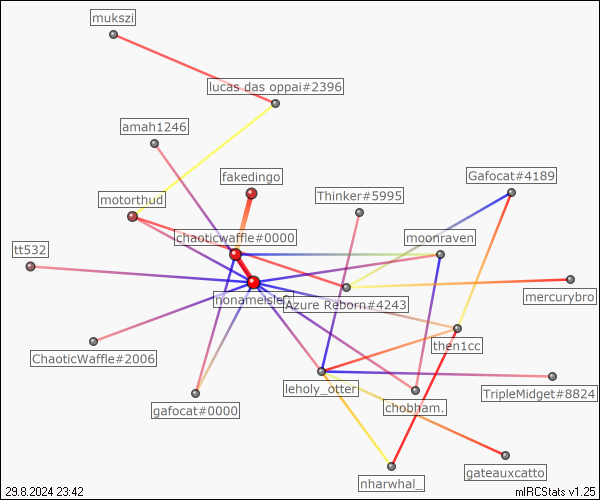 mukszi
lucas das oppai#2396
amah1246
fakedingo
Gafocat#4189
Thinker#5995
motorthud
chaoticwaffle#0000
moonraven
tt532
nonameisleft
Azure Reborn#4243
mercurybro
then1cc
ChaoticWaffle#2006
leholy_otter
TripleMidget#8824
gafocat#0000
chobham.
gateauxcatto
nharwhal_
29.8.2024 23:42
mIRCStats v1.25